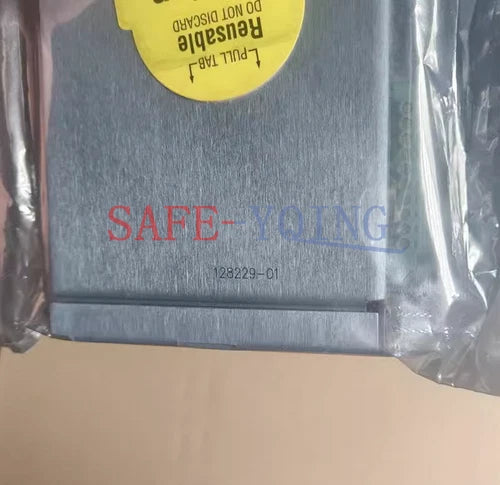 Reusable
DO NOT DISCARD
PULL TAB
SAFE-YQING
128229-01